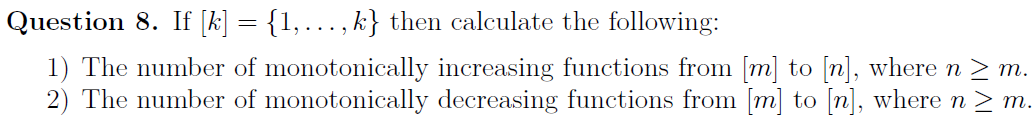 Question 8. If [k] = {1, . . . , k} then calculate the following:
1) The number of monotonically increasing functions from [m] to [n], where n ≥ m.
2) The number of monotonically decreasing functions from [m] to [n], where n ≥ m.